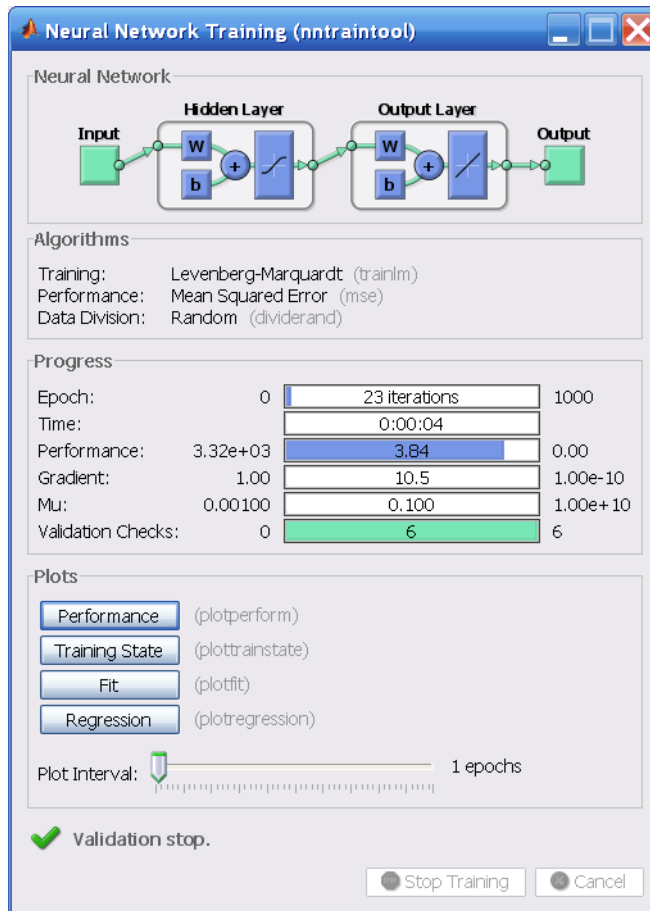 Neural Network Training (nntraintool)
Neural Network
Hidden Layer Output Layer
Input Output
W W
+ +
b b
Algorithms
Training: Levenberg-Marquardt (trainlm)
Performance: Mean Squared Error (mse)
Data Division: Random (dividerand)
Progress
Epoch: 0 23 iterations 1000
Time: 0:00:04
Performance: 3.32e+03 3.84 0.00
Gradient: 1.00 10.5 1.00e-10
Mu: 0.00100 0.100 1.00e+10
Validation Checks: 0 6 6
Plots
Performance (plotperform)
Training State (plottrainstate)
Fit (plotfit)
Regression (plotregression)
Plot Interval: 1 epochs
Validation stop.
Stop Training Cancel